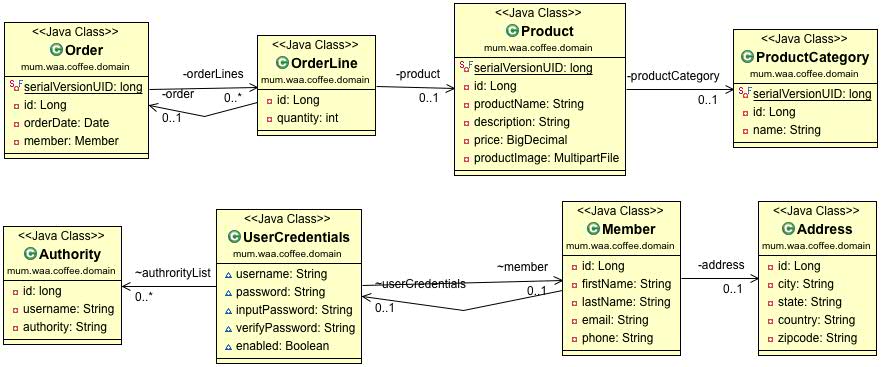 <<Java Class>>
Order
mum.waa.coffee.domain
serialVersionUID: long
id: Long
orderDate: Date
member: Member
-orderLines
0..*
-order
0..1
<<Java Class>>
OrderLine
mum.waa.coffee.domain
id: Long
quantity: int
-product
0..1
<<Java Class>>
Product
mum.waa.coffee.domain
serialVersionUID: long
id: Long
productName: String
description: String
price: BigDecimal
productImage: MultipartFile
-productCategory
0..1
<<Java Class>>
ProductCategory
mum.waa.coffee.domain
serialVersionUID: long
id: Long
name: String
<<Java Class>>
Authority
mum.waa.coffee.domain
id: long
username: String
authority: String
~authrorityList
0..*
<<Java Class>>
UserCredentials
mum.waa.coffee.domain
username: String
password: String
inputPassword: String
verifyPassword: String
enabled: Boolean
~member
0..1
~userCredentials
0..1
<<Java Class>>
Member
mum.waa.coffee.domain
id: Long
firstName: String
lastName: String
email: String
phone: String
-address
0..1
<<Java Class>>
Address
mum.waa.coffee.domain
id: Long
city: String
state: String
country: String
zipcode: String